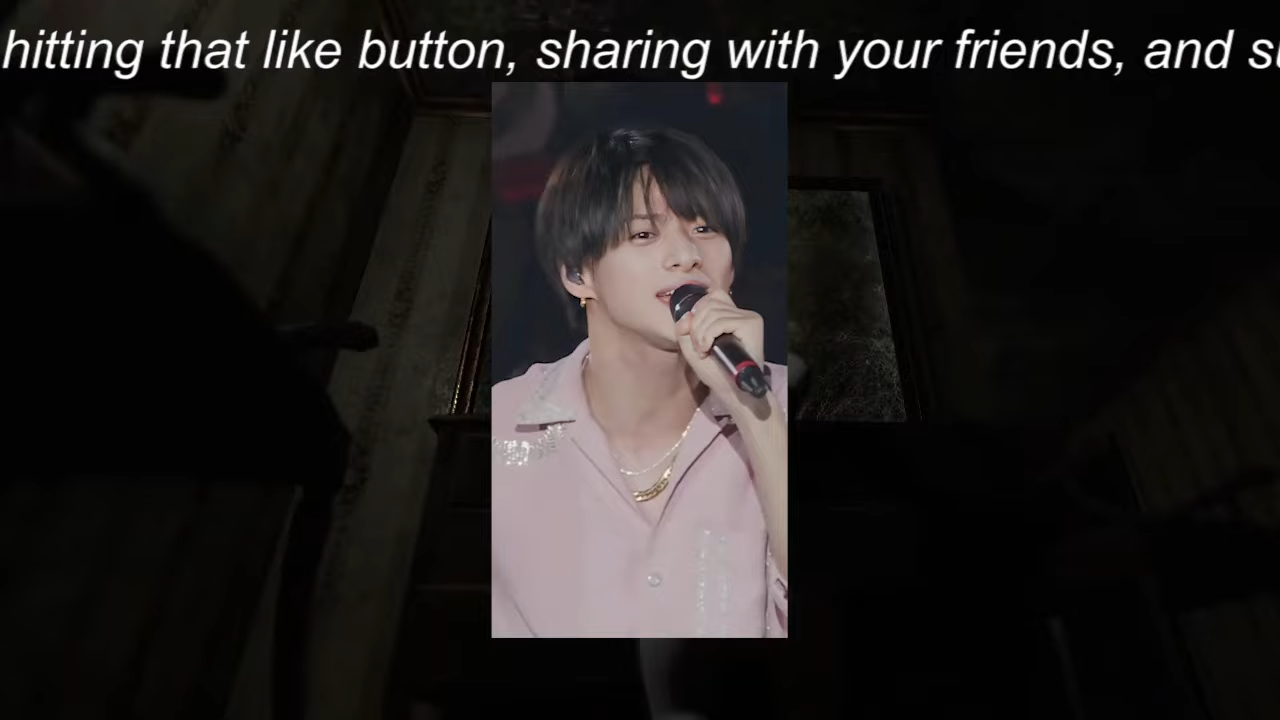 hitting that like button, sharing with your friends, and